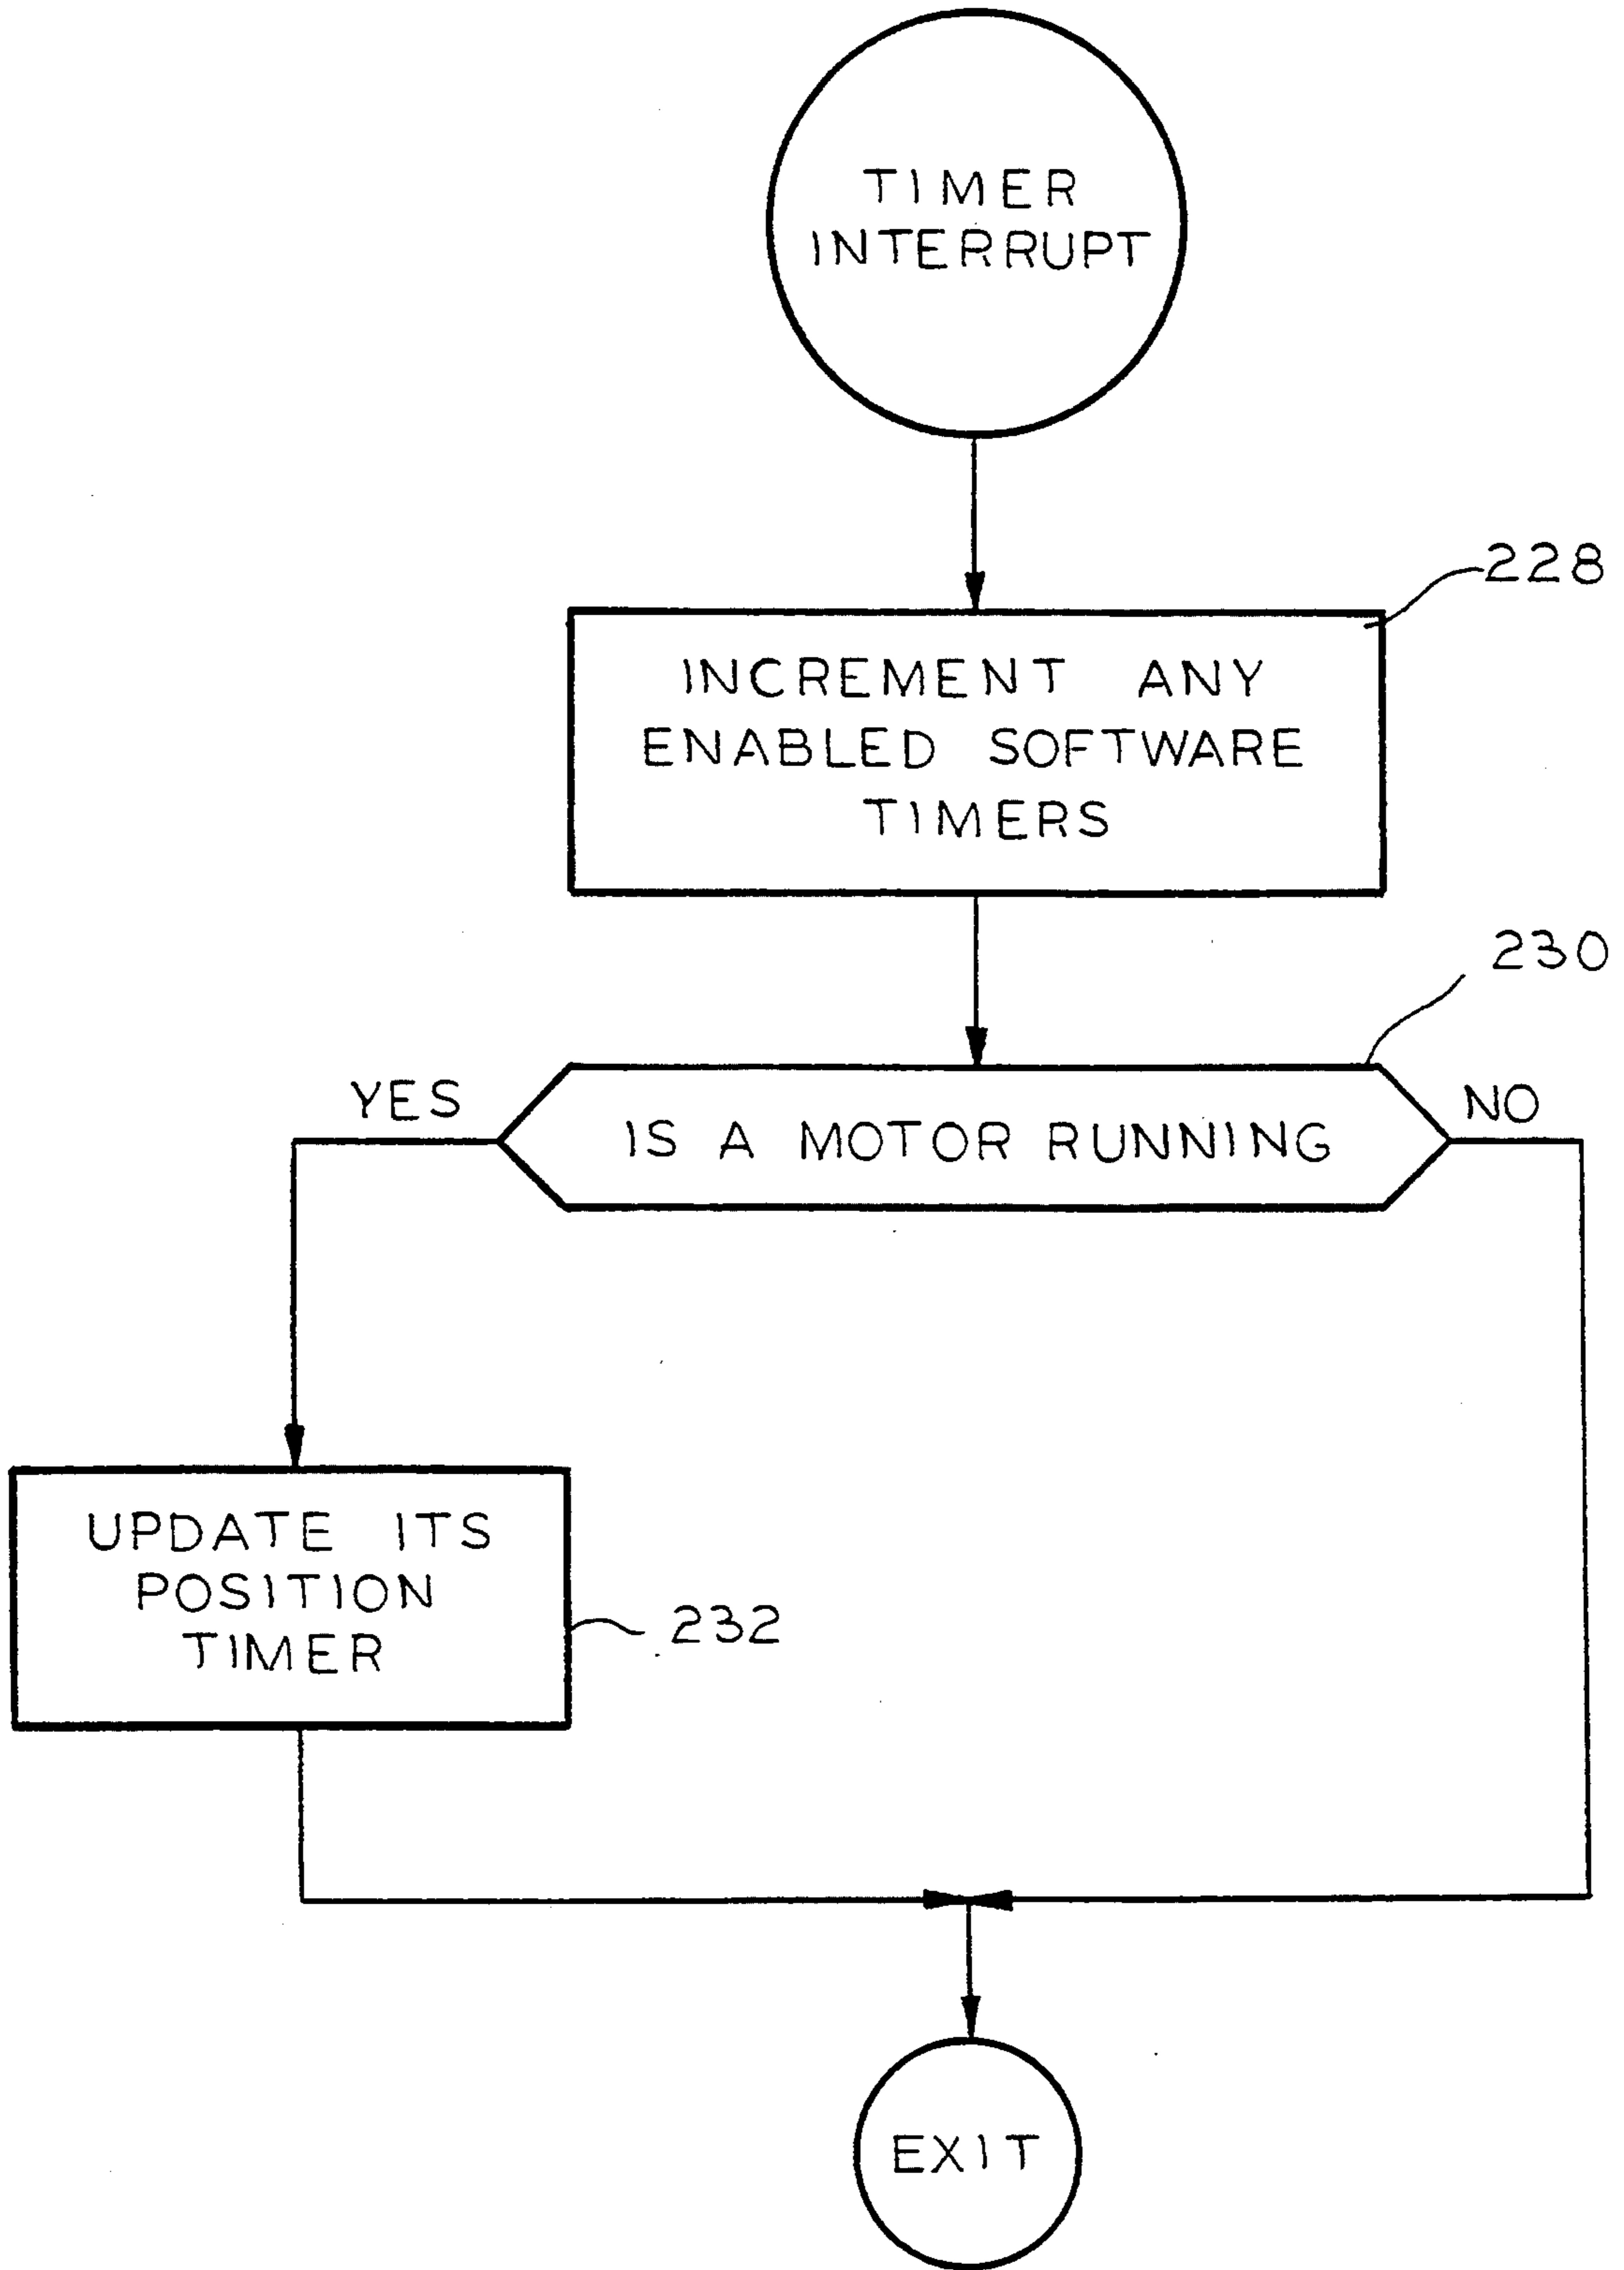 TIMER
INTERRUPT
228
INCREMENT ANY
ENABLED SOFTWARE
TIMERS
230
YES
IS A MOTOR RUNNING
NO
UPDATE ITS
POSITION
TIMER
232
EXIT